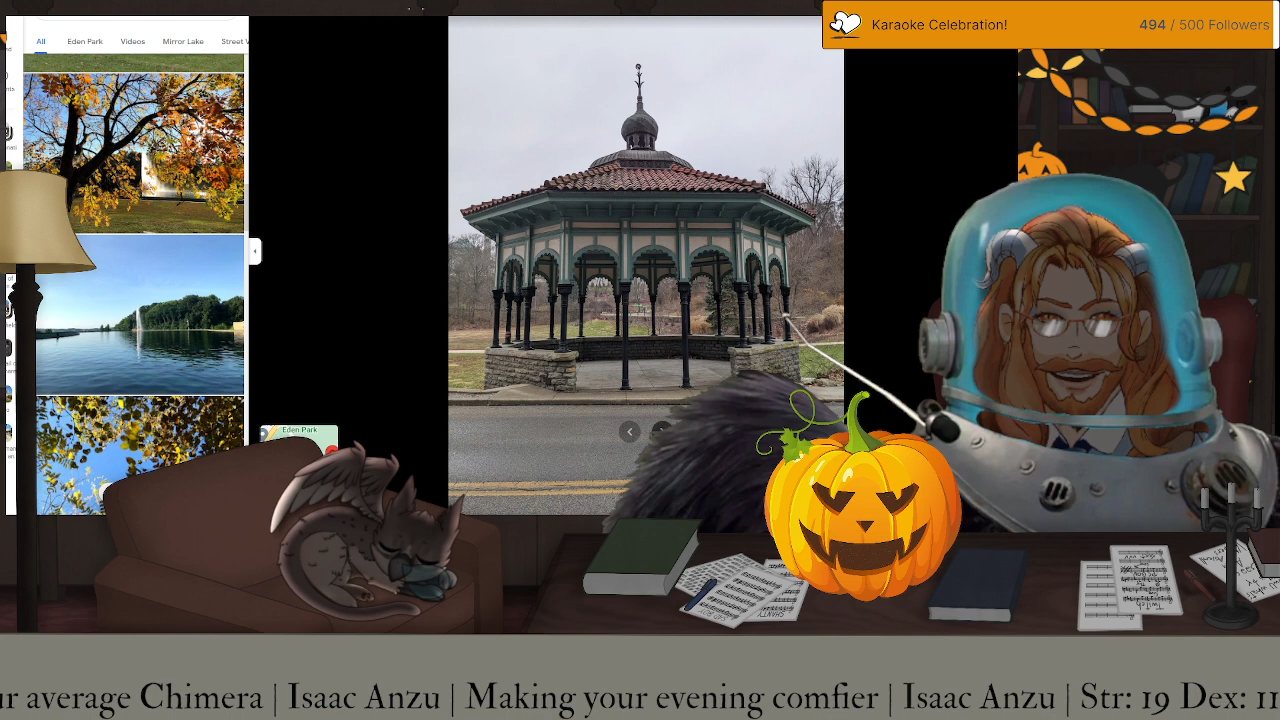 Karaoke Celebration!
494 / 500 Followers
All Eden Park Videos Mirror Lake Street V
Eden Park
ur average Chimera | Isaac Anzu | Making your evening comfier | Isaac Anzu | Str: 19 Dex: 11